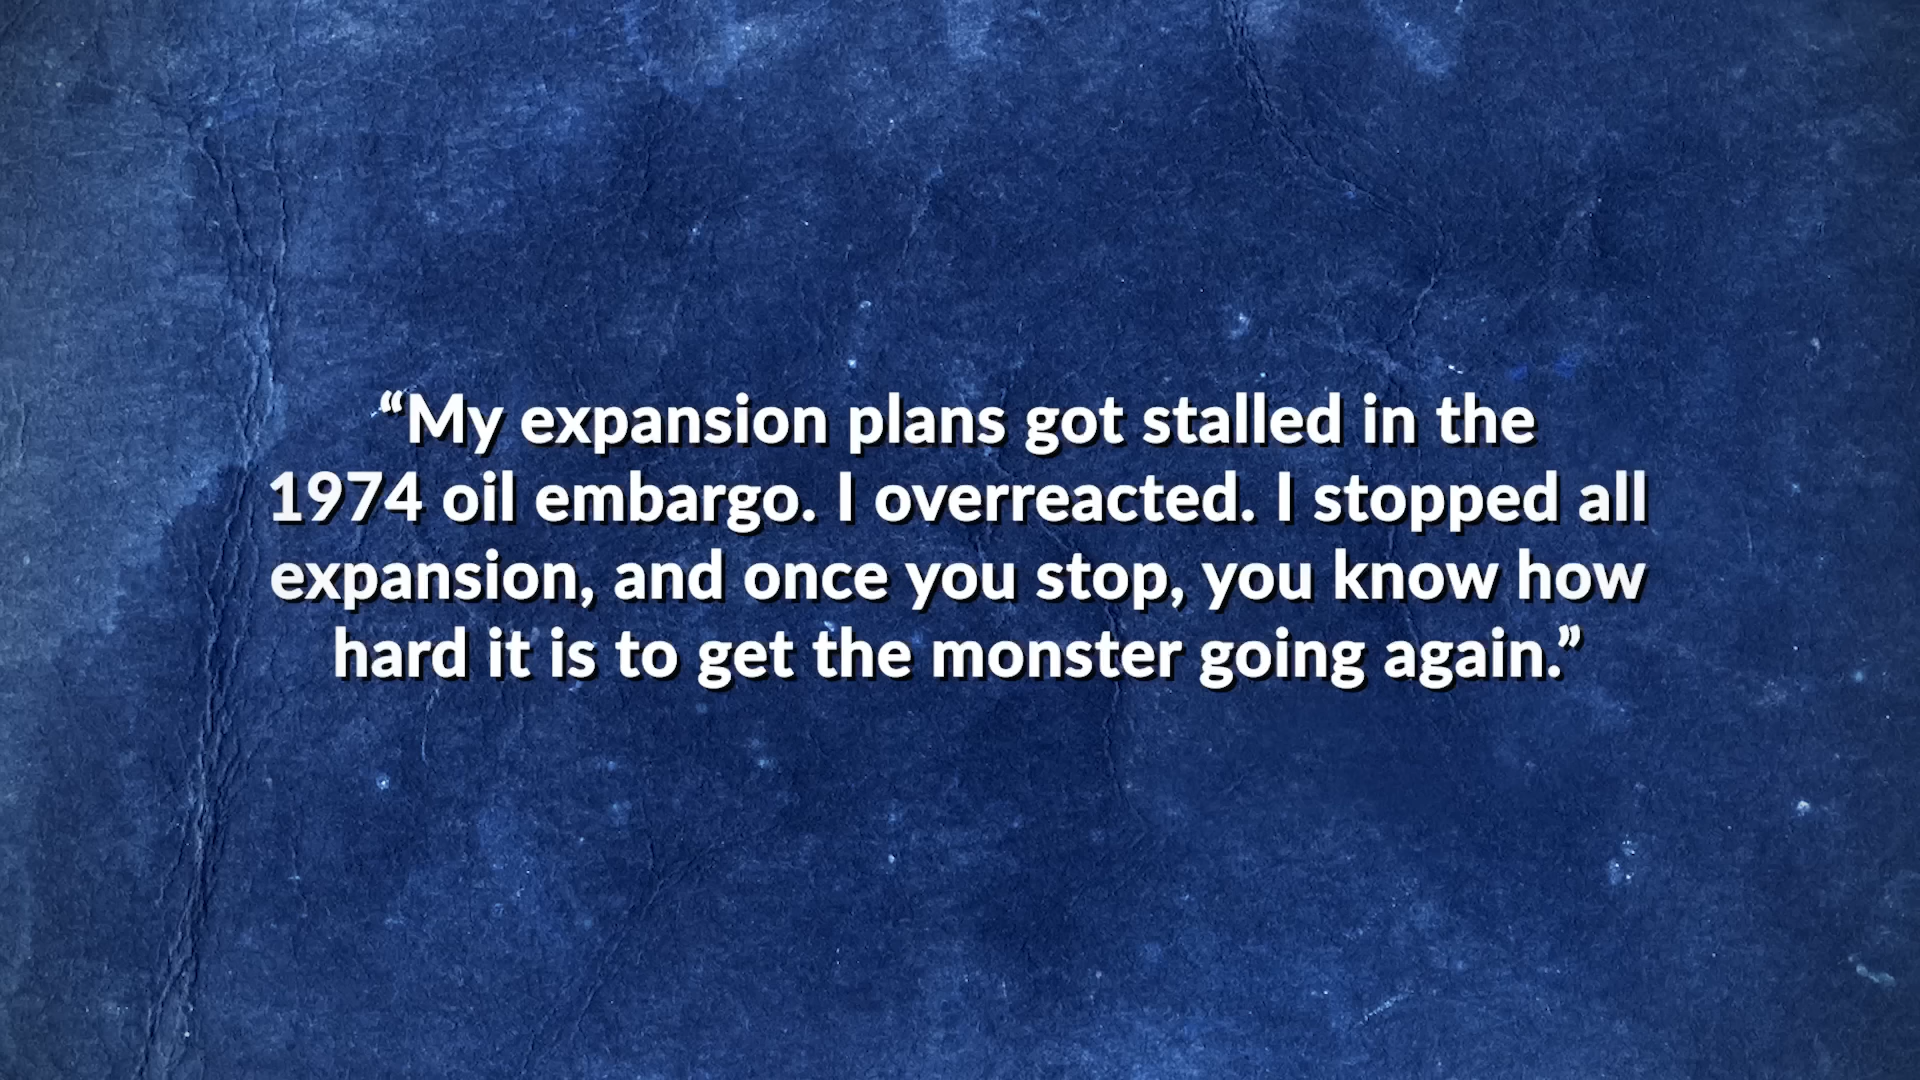 “My expansion plans got stalled in the
1974 oil embargo. I overreacted. I stopped all
expansion, and once you stop, you know how
hard it is to get the monster going again.”